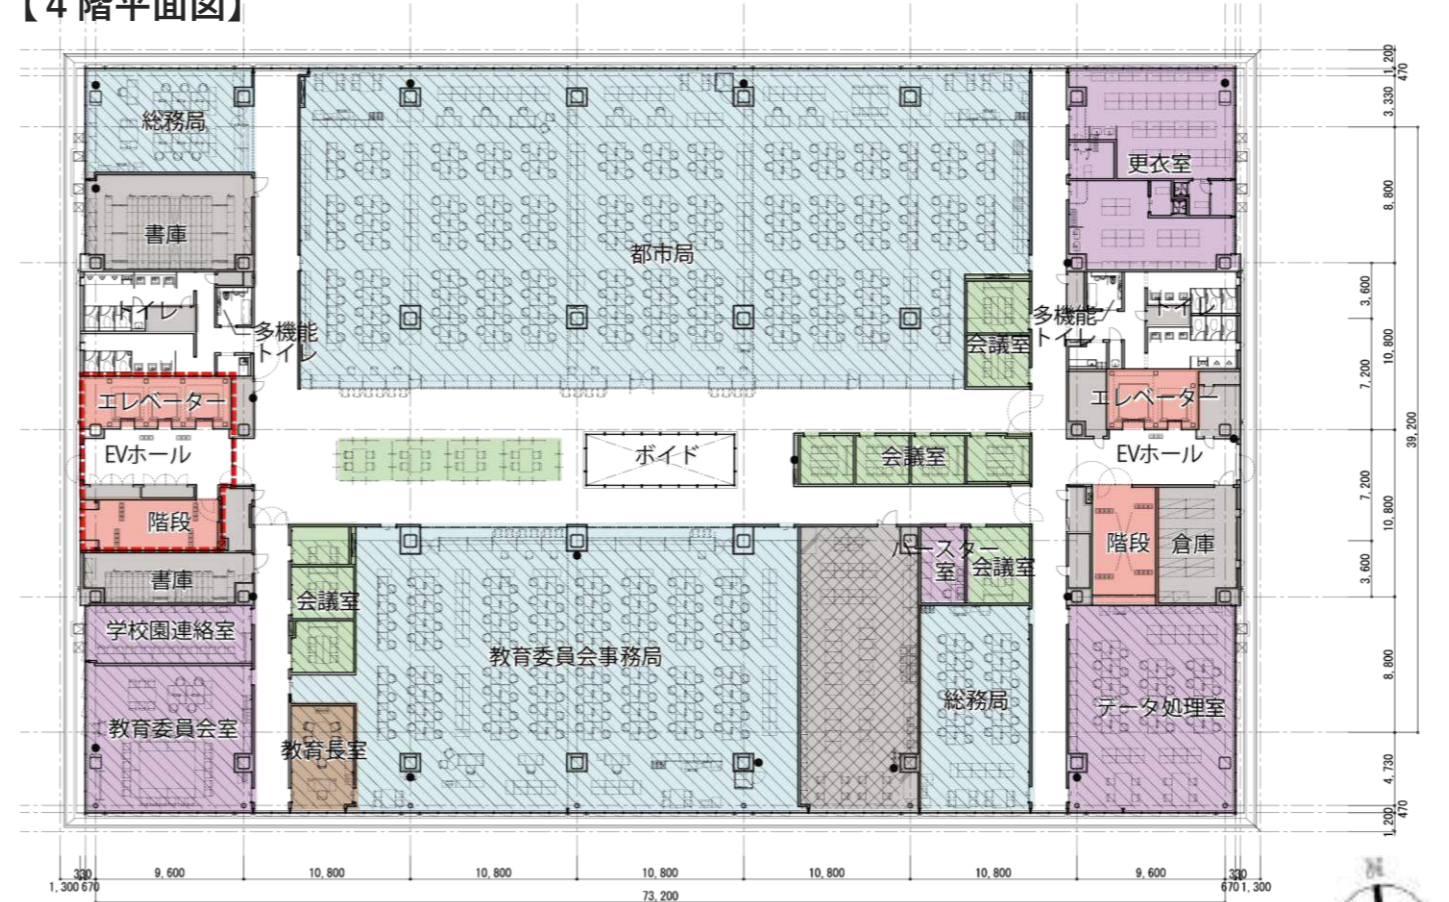 【４階平面図】
総務局
書庫
都市局
更衣室
トイレ
多機能
トイレ
会議室
多機能
トイレ
トイレ
エレベーター
EVホール
階段
ボイド
会議室
エレベーター
EVホール
書庫
会議室
バースター
室
会議室
階段
倉庫
学校園連絡室
教育委員会室
教育長室
教育委員会事務局
総務局
データ処理室
1,200
470
3,330
8,800
3,600
10,800
7,200
39,200
7,200
10,800
3,600
8,800
4,730
470
1,200
330
9,600
10,800
10,800
10,800
10,800
10,800
9,600
330
1,300
670
73,200
670
1,300